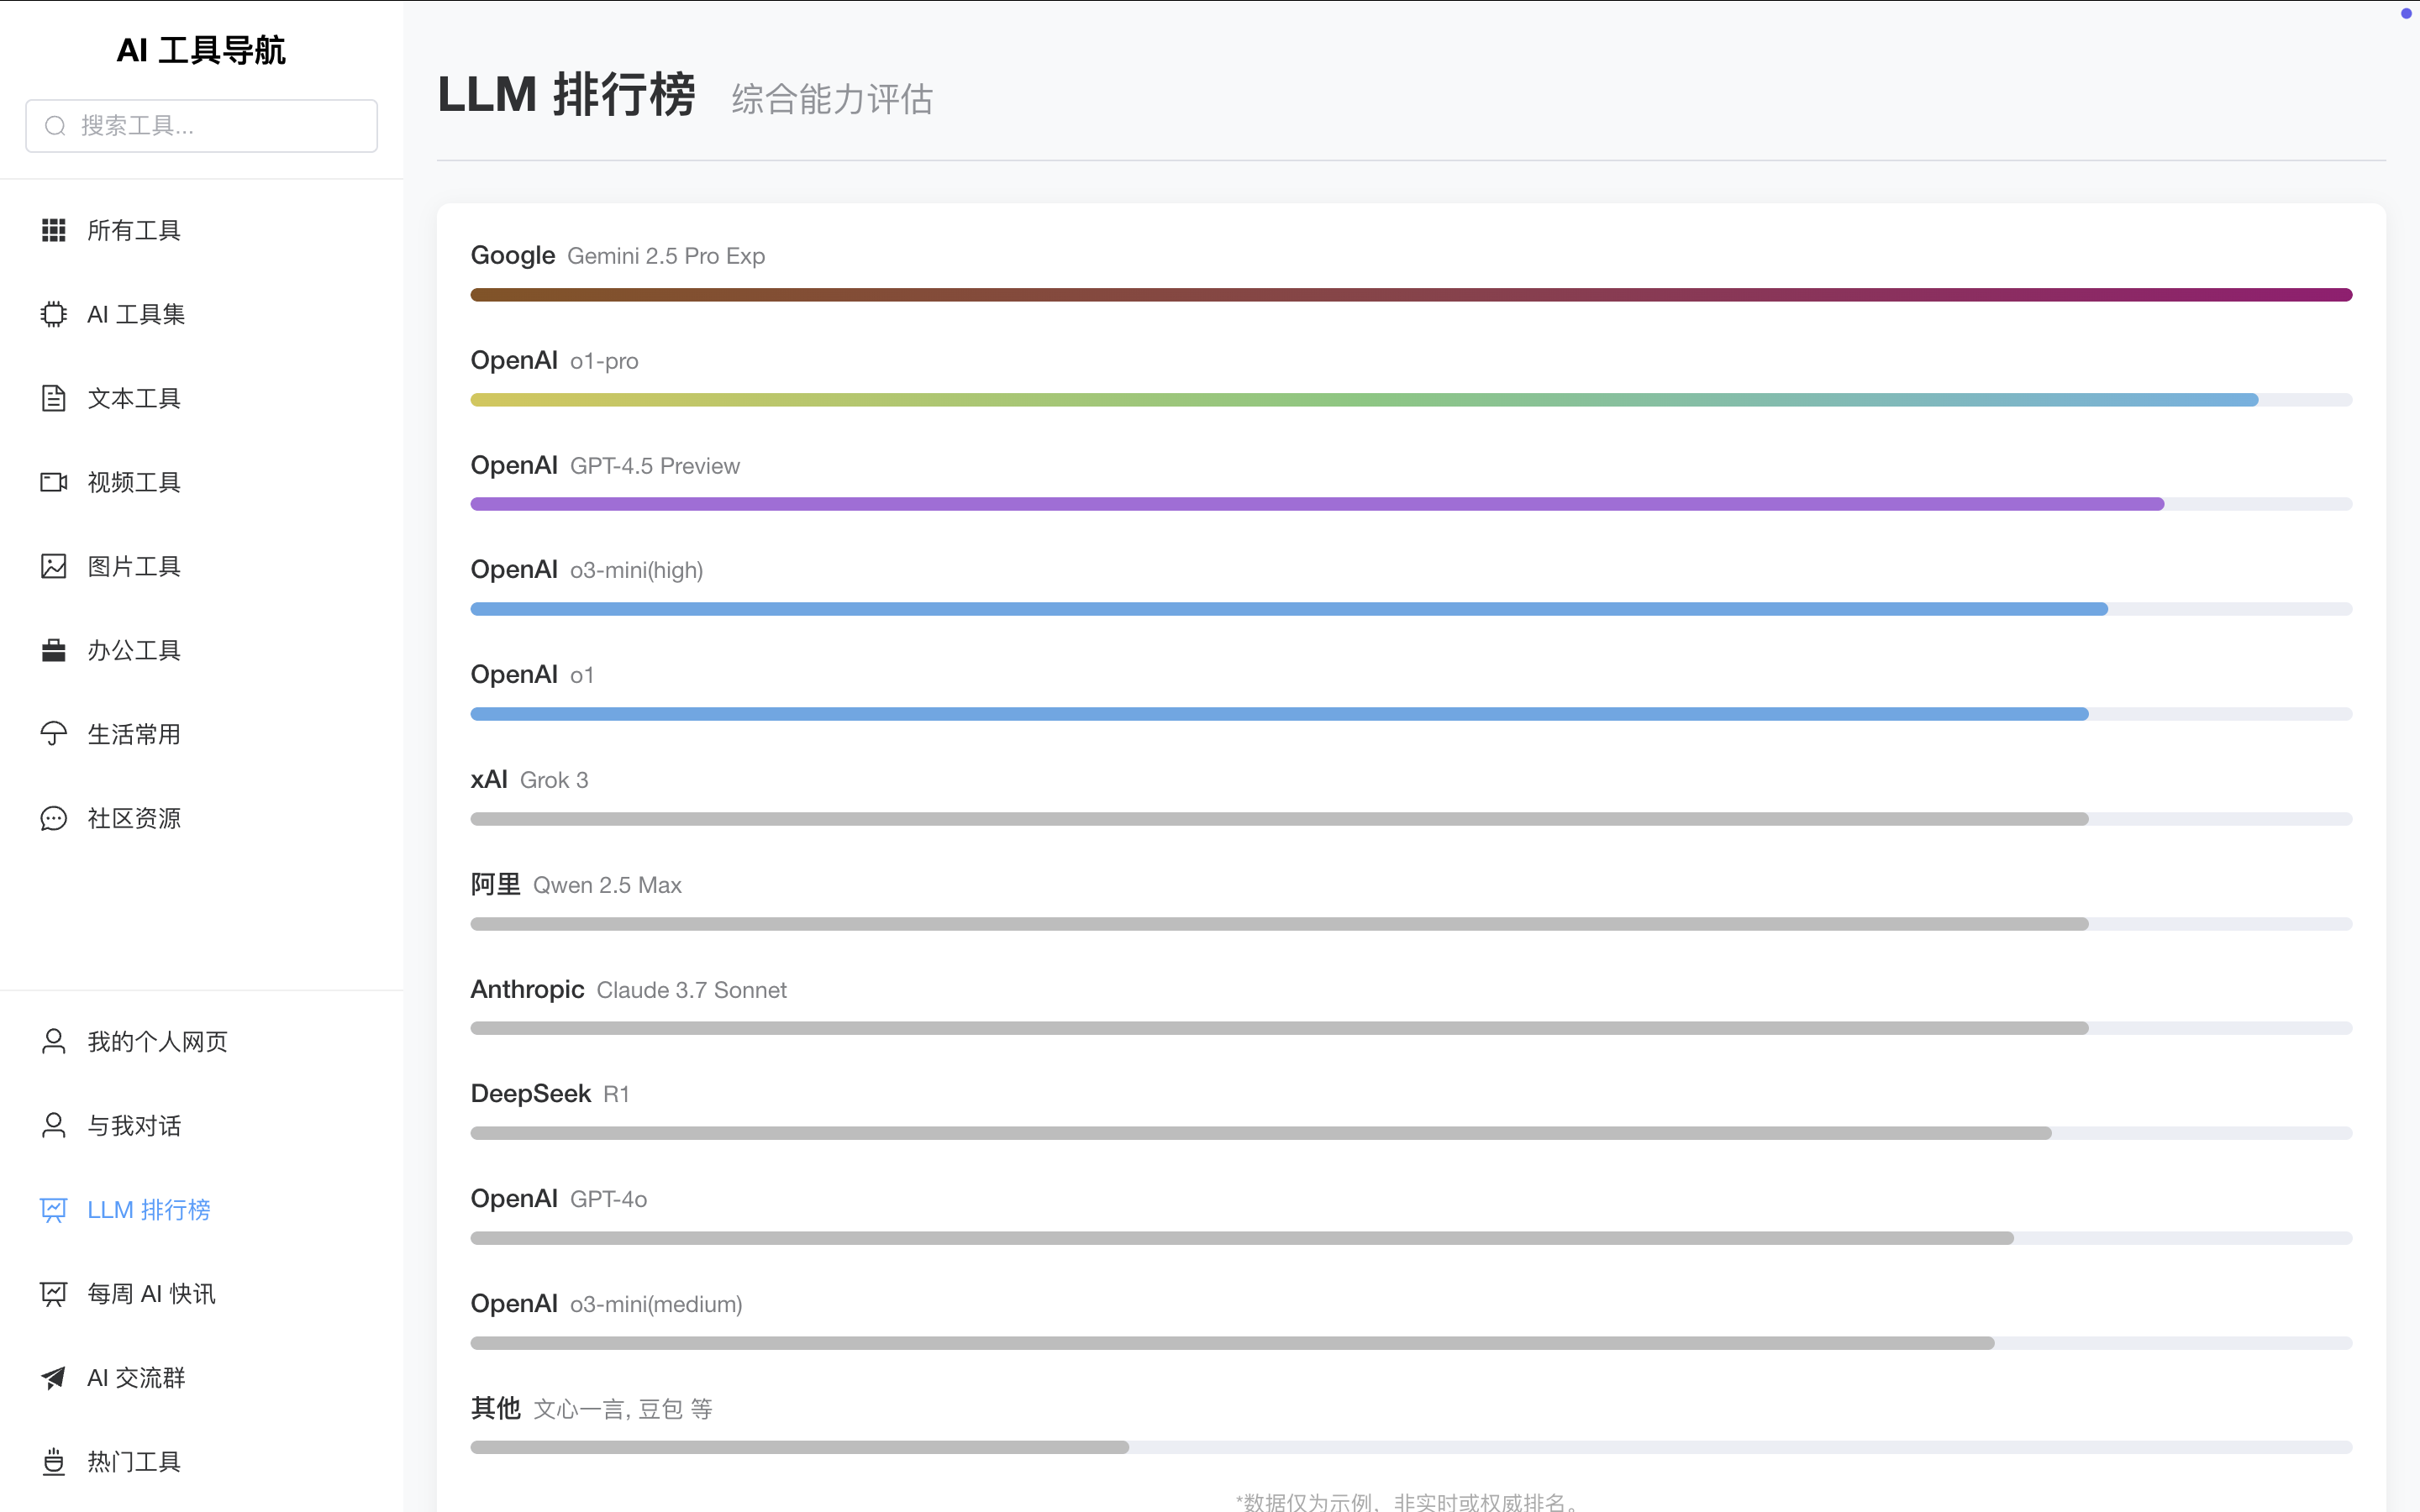 AI 工具导航
搜索工具...
所有工具
AI 工具集
文本工具
视频工具
图片工具
办公工具
生活常用
社区资源
我的个人网页
与我对话
LLM 排行榜
每周 AI 快讯
AI 交流群
热门工具
LLM 排行榜 综合能力评估
Google Gemini 2.5 Pro Exp
OpenAI o1-pro
OpenAI GPT-4.5 Preview
OpenAI o3-mini(high)
OpenAI o1
xAI Grok 3
阿里 Qwen 2.5 Max
Anthropic Claude 3.7 Sonnet
DeepSeek R1
OpenAI GPT-4o
OpenAI o3-mini(medium)
其他 文心一言, 豆包 等
*数据仅为示例，非实时或权威排名。